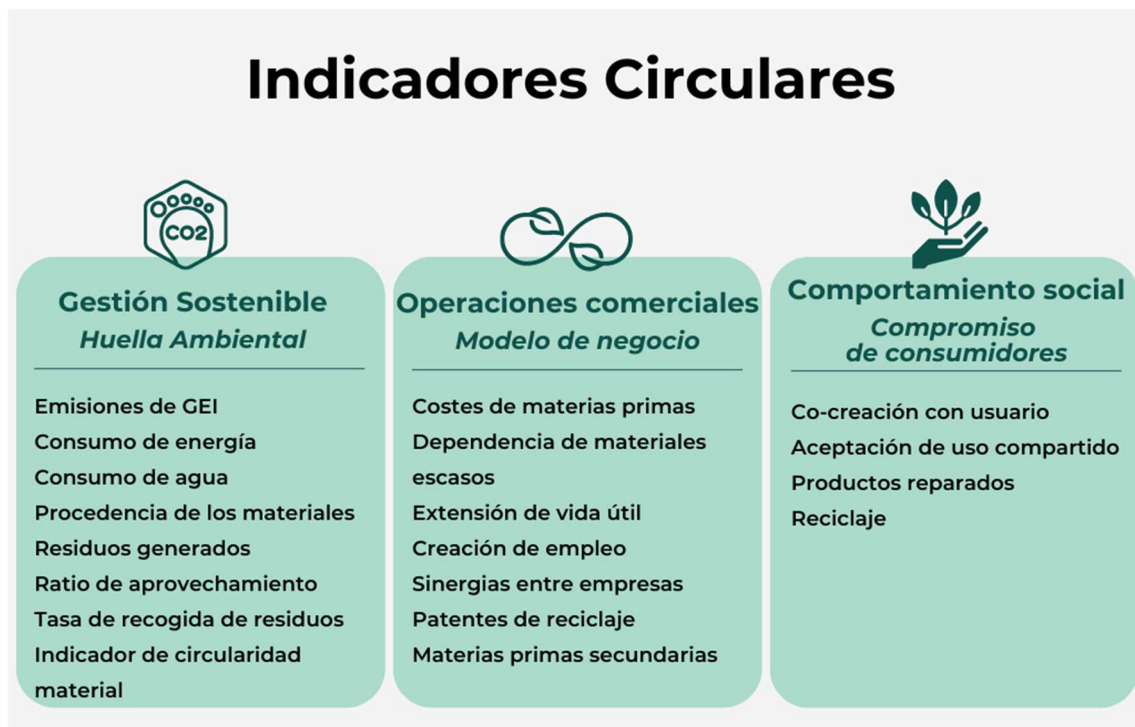 Indicadores Circulares
CO2
Gestión Sostenible
Huella Ambiental
Emisiones de GEI
Consumo de energía
Consumo de agua
Procedencia de los materiales
Residuos generados
Ratio de aprovechamiento
Tasa de recogida de residuos
Indicador de circularidad
material
Operaciones comerciales
Modelo de negocio
Costes de materias primas
Dependencia de materiales
escasos
Extensión de vida útil
Creación de empleo
Sinergias entre empresas
Patentes de reciclaje
Materias primas secundarias
Comportamiento social
Compromiso
de consumidores
Co-creación con usuario
Aceptación de uso compartido
Productos reparados
Reciclaje